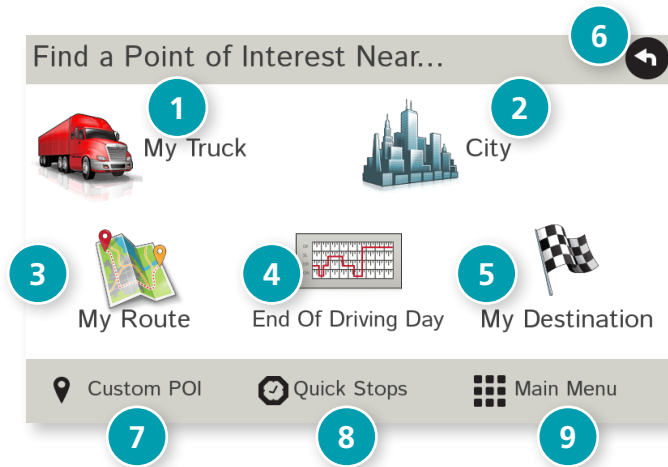 6
Find a Point of Interest Near...
1
2
My Truck
City
3
4
5
My Route
End Of Driving Day
My Destination
Custom POI
Quick Stops
Main Menu
7
8
9